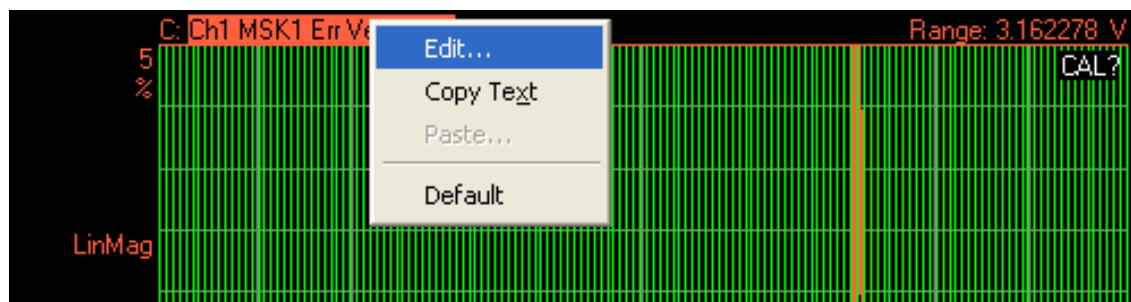 C: Ch1 MSK1 Err Ve
Range: 3.162278 V
5
%
CAL?
LinMag
Edit...
Copy Text
Paste...
Default